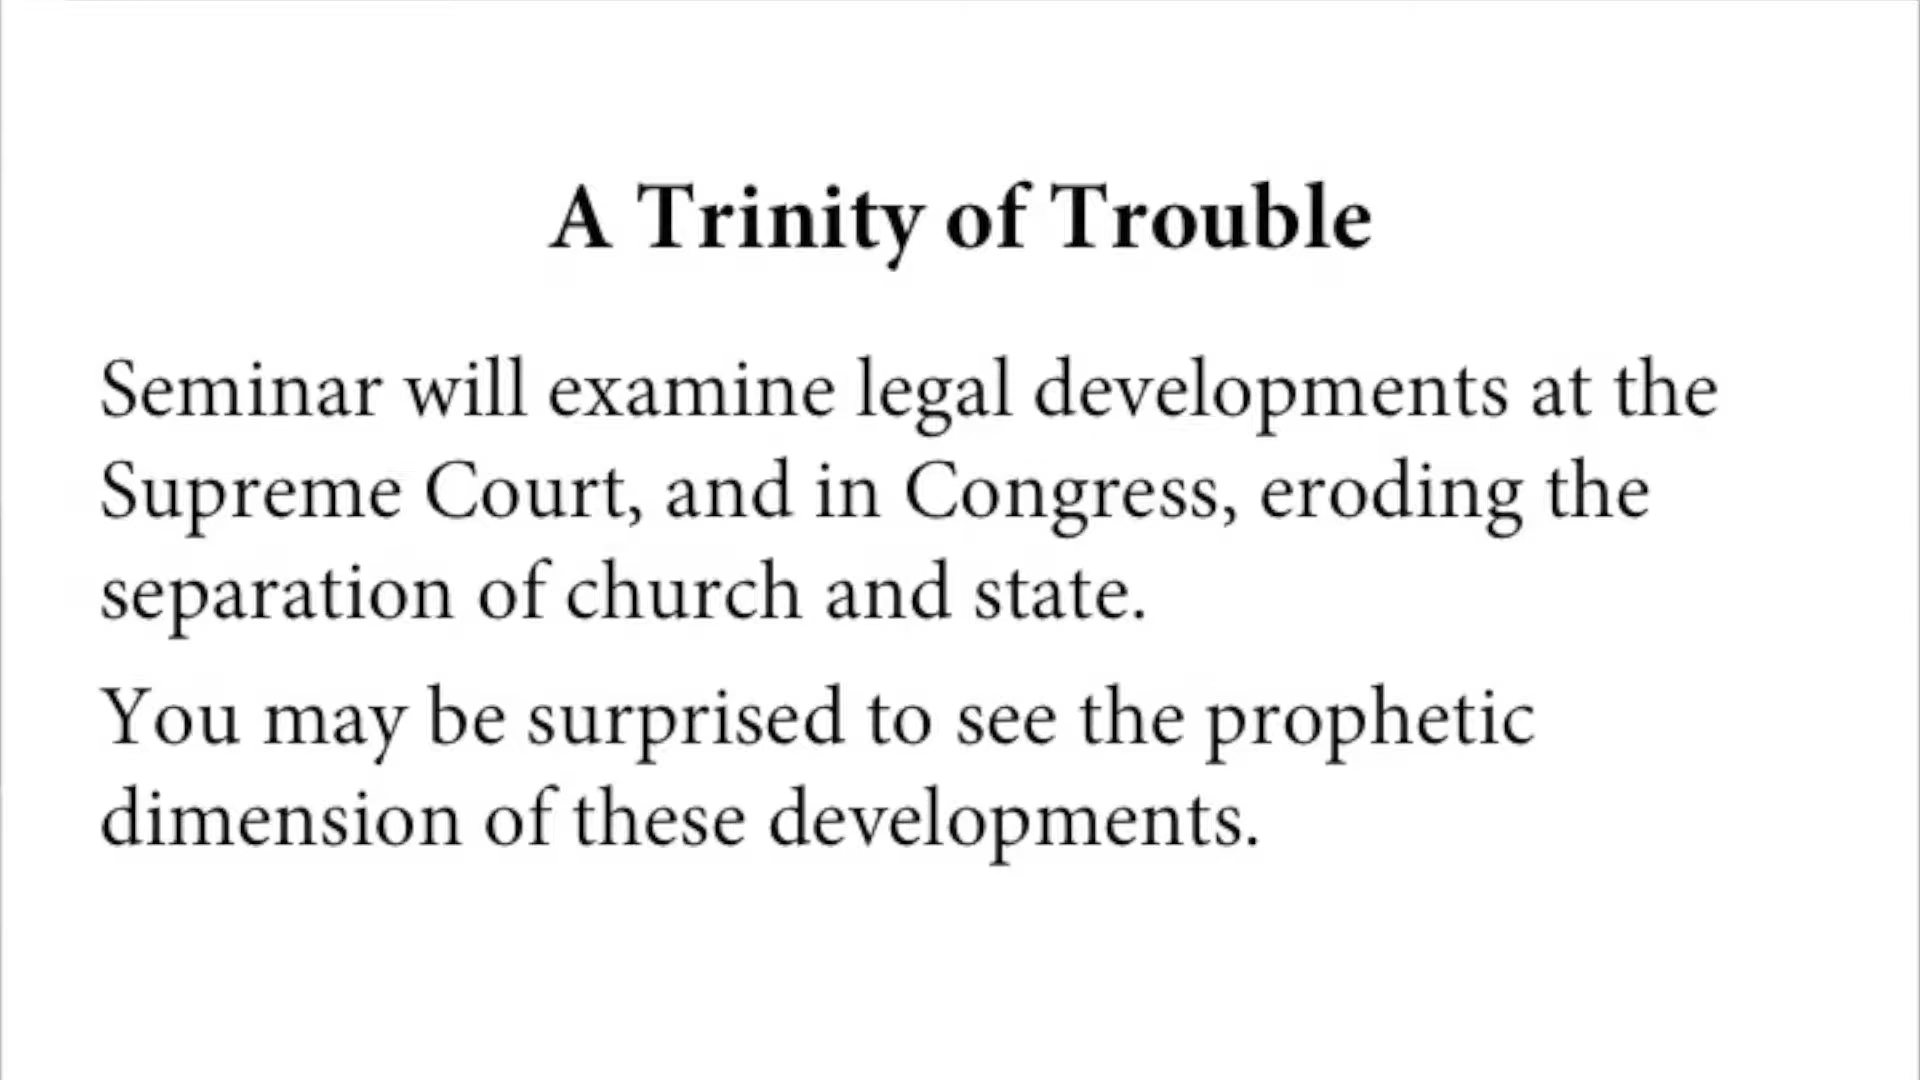 A Trinity of Trouble
Seminar will examine legal developments at the
Supreme Court, and in Congress, eroding the
separation of church and state.
You may be surprised to see the prophetic
dimension of these developments.